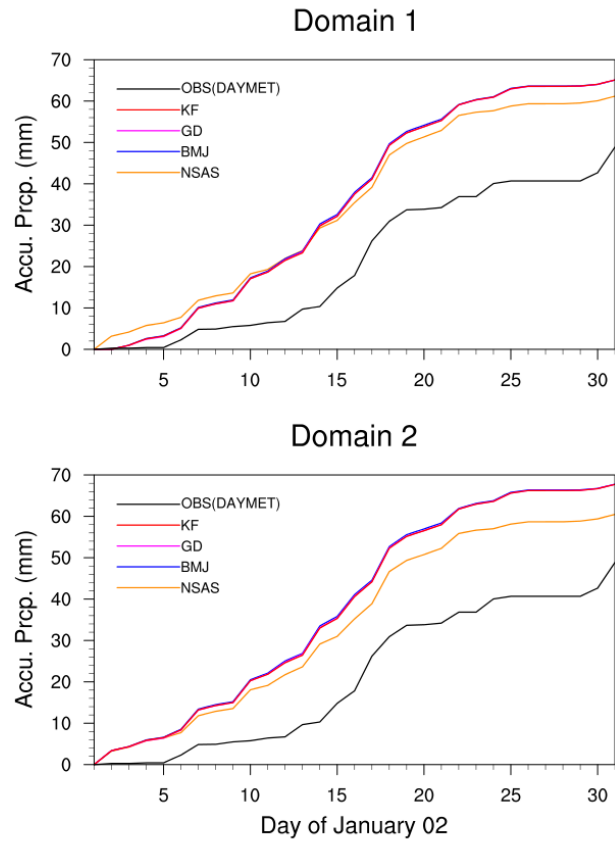 Domain 1
Accu. Prcp. (mm)
70
60
50
40
30
20
10
0
OBS(DAYMET)
KF
GD
BMJ
NSAS
5
10
15
20
25
30
Domain 2
Accu. Prcp. (mm)
70
60
50
40
30
20
10
0
OBS(DAYMET)
KF
GD
BMJ
NSAS
5
10
15
20
25
30
Day of January 02